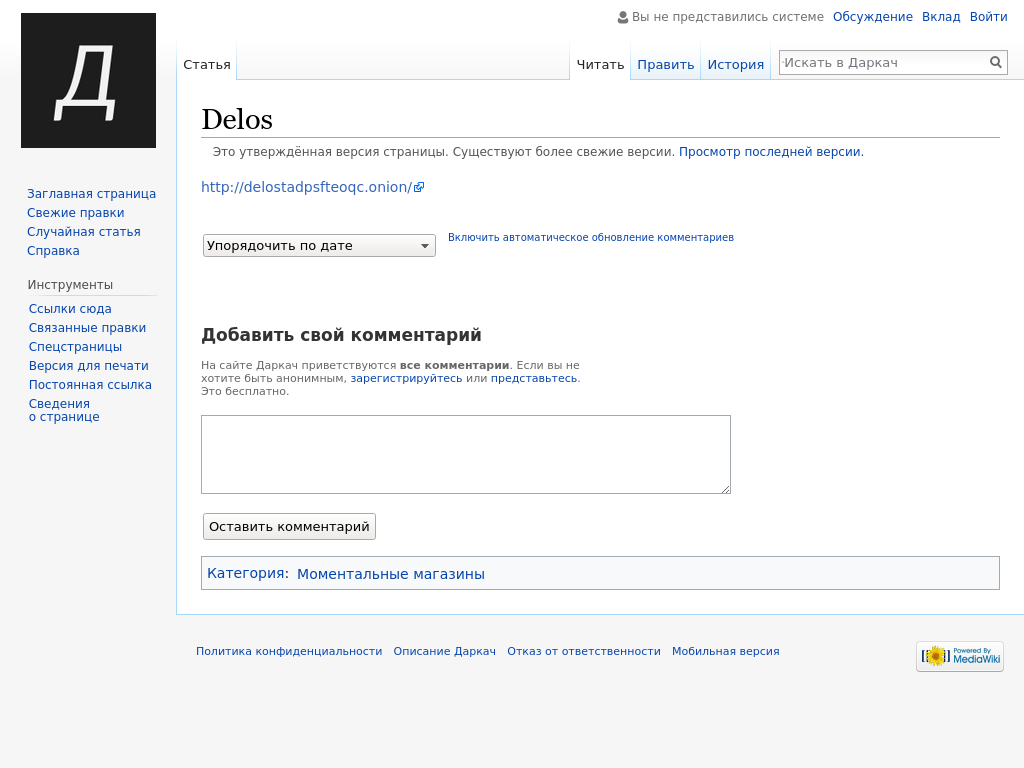 Д
Вы не представились системе Обсуждение Вклад Войти
Статья Читать Править История Искать в Даркач
Delos
Это утверждённая версия страницы. Существуют более свежие версии. Просмотр последней версии.
http://delostadpsfteoqc.onion/
Упорядочить по дате Включить автоматическое обновление комментариев
Добавить свой комментарий
На сайте Даркач приветствуются все комментарии. Если вы не
хотите быть анонимным, зарегистрируйтесь или представьтесь.
Это бесплатно.
Оставить комментарий
Категория: Моментальные магазины
Заглавная страница
Свежие правки
Случайная статья
Справка
Инструменты
Ссылки сюда
Связанные правки
Спецстраницы
Версия для печати
Постоянная ссылка
Сведения
о странице
Политика конфиденциальности Описание Даркач Отказ от ответственности Мобильная версия
Powered By
MediaWiki